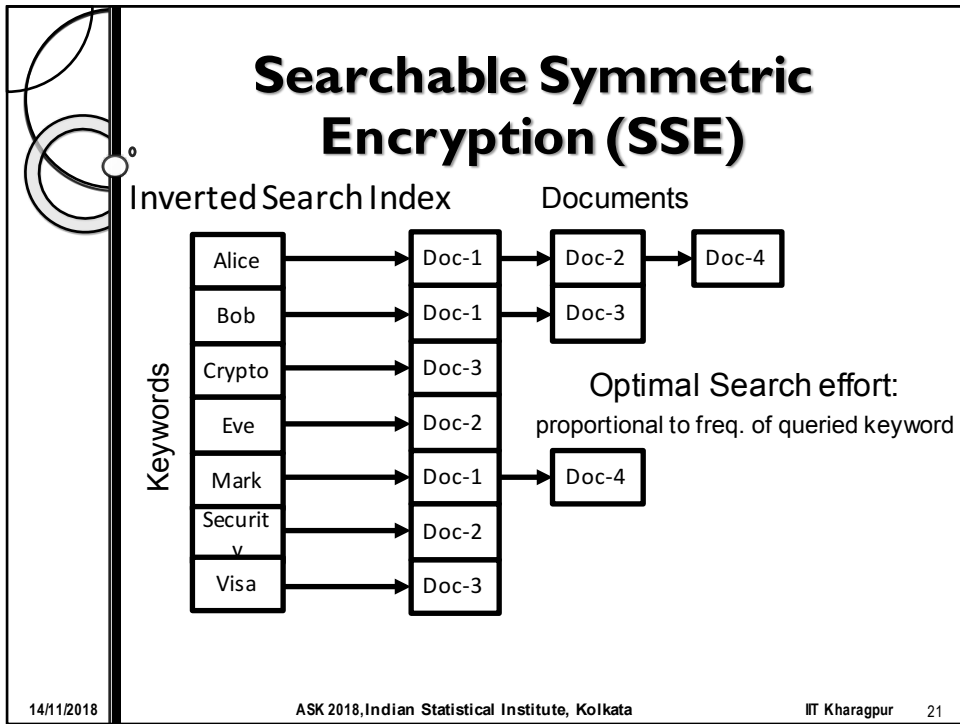 Searchable Symmetric
Encryption (SSE)
Inverted Search Index
Documents
Keywords
Alice
Doc-1
Doc-2
Doc-4
Bob
Doc-1
Doc-3
Crypto
Doc-3
Optimal Search effort:
proportional to freq. of queried keyword
Eve
Doc-2
Mark
Doc-1
Doc-4
Securit
y
Doc-2
Visa
Doc-3
14/11/2018
ASK 2018, Indian Statistical Institute, Kolkata
IIT Kharagpur
21